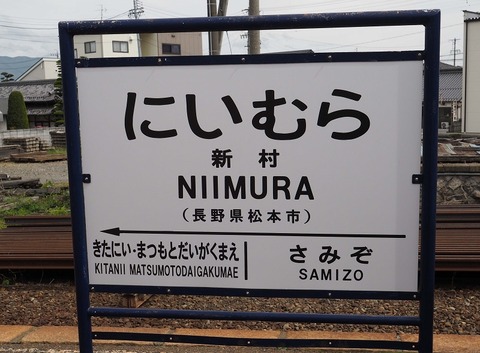 にいむら
新村
NIIMURA
(長野県松本市)
きたにい・まつもとだいがくまえ
KITANII MATSUMOTODAIGAKUMAE
さみぞ
SAMIZO